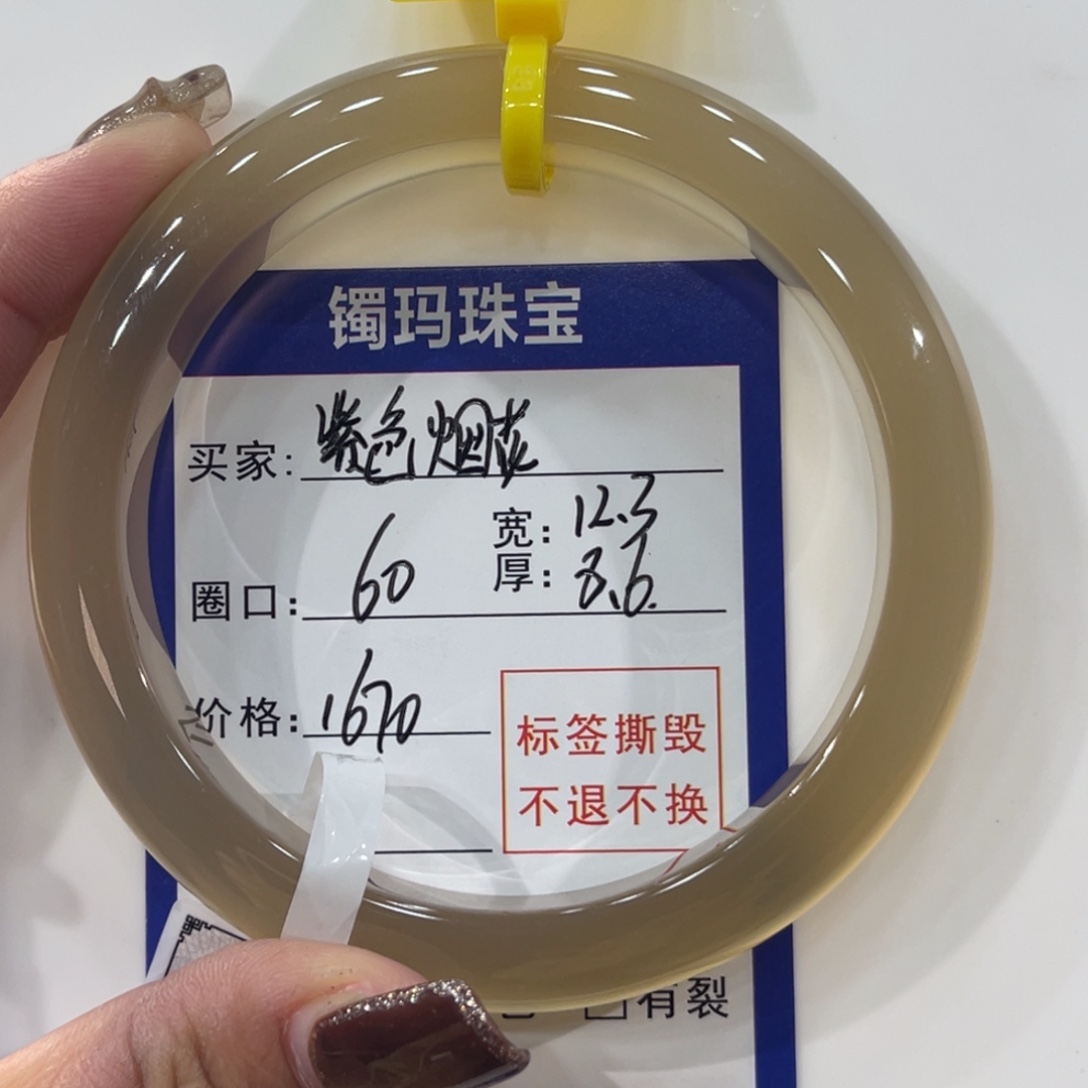 镯玛珠宝
买家: 紫色烟花
圈口: 60
宽: 12.3
厚: 8.6
价格: 1670
标签撕毁
不退不换
有裂